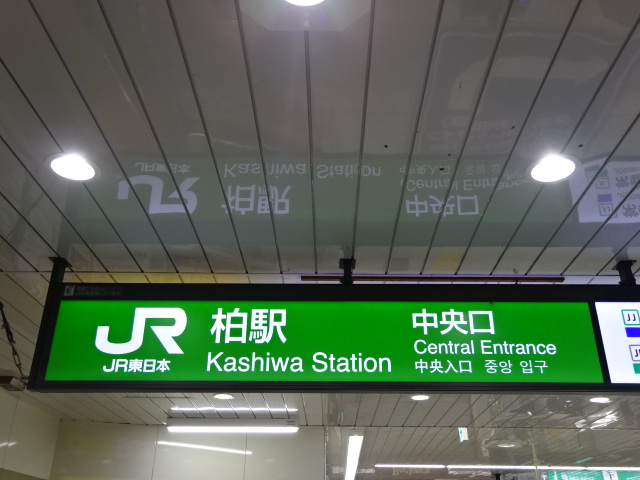 JR
JR東日本
柏駅
Kashiwa Station
中央口
Central Entrance
中央入口 중앙 입구
JJ